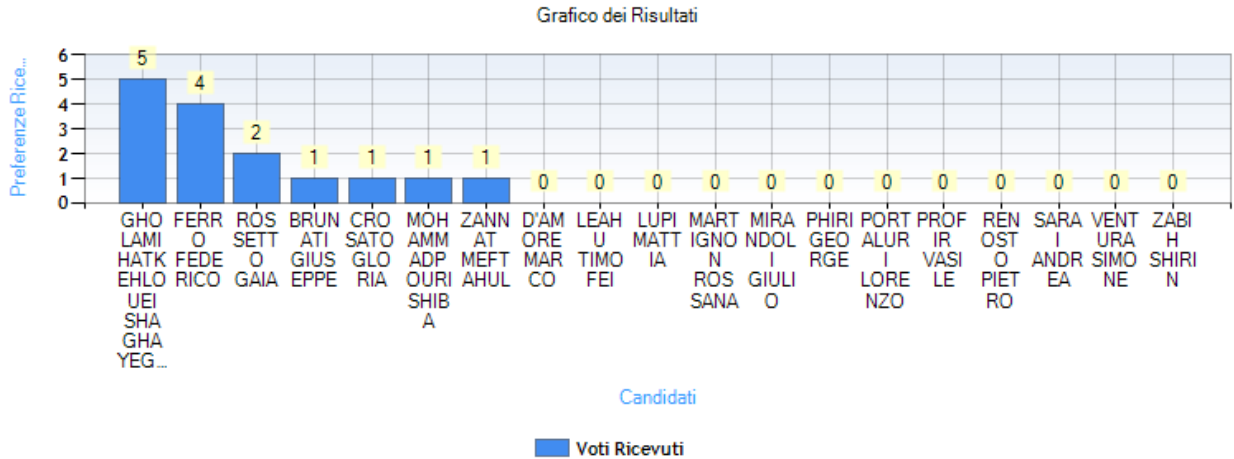 Grafico dei Risultati
Preferenze Rice...
6
5
4
3
2
1
0
5
4
2
1
1
1
1
0
0
0
0
0
0
0
0
0
0
0
0
GHO
LAMI
HATK
EHLO
UEI
SHA
GHA
YEG...
FERR
O
FEDE
RICO
ROS
SETT
O
GAIA
BRUN
ATI
GIUS
EPPE
CRO
SATO
GLO
RIA
MOH
AMM
ADP
OURI
SHIB
A
ZANN
AT
MEFT
AHUL
D'AM
ORE
MAR
CO
LEAH
U
TIMO
FEI
LUPI
MATT
IA
MART
IGNO
N
ROS
SANA
MIRA
NDOL
I
GIULI
O
PHIRI
GEO
RGE
PORT
ALUR
I
LORE
NZO
PROF
IR
VASI
LE
REN
OST
O
PIET
RO
SARA
I
ANDR
EA
VENT
URA
SIMO
NE
ZABI
H
SHIRI
N
Candidati
Voti Ricevuti